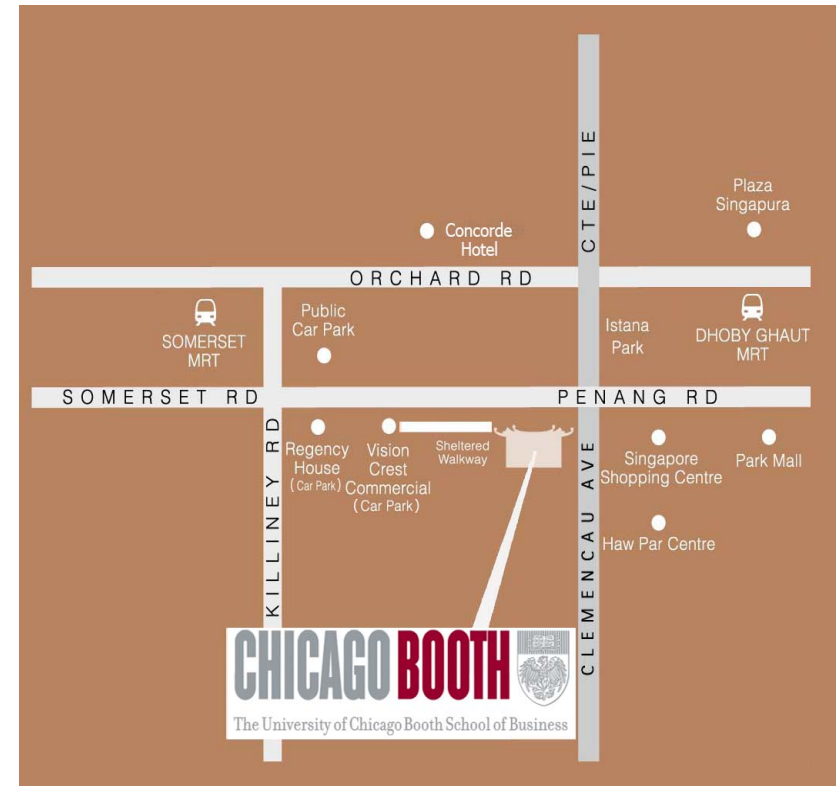 CTE/PIE
Plaza
Singapura
Concorde
Hotel
ORCHARD RD
SOMERSET
MRT
Public
Car Park
Istana
Park
DHOBY GHAUT
MRT
SOMERSET RD
PENANG RD
KILLINEY RD
Regency
House
(Car Park)
Vision
Crest
Commercial
(Car Park)
Sheltered
Walkway
CLEMENCAU AVE
Singapore
Shopping Centre
Park Mall
Haw Par Centre
CHICAGO BOOTH
The University of Chicago Booth School of Business